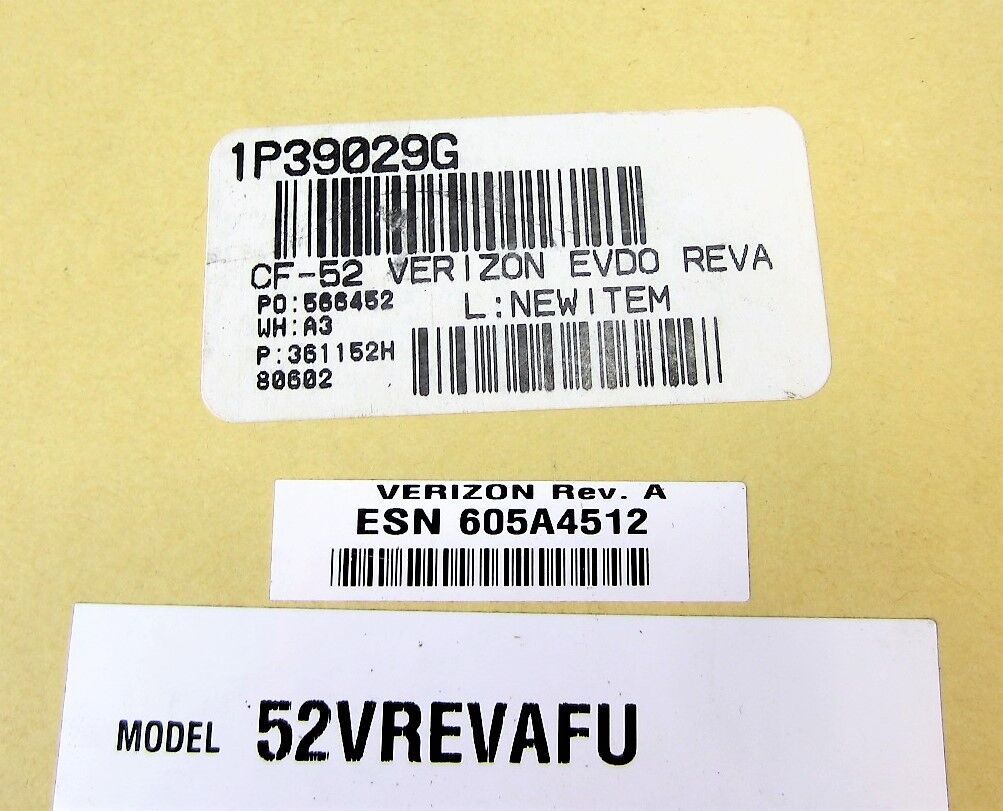 1P39029G
CF-52 VERIZON EVDO REVA
PO:566452
L:NEWITEM
WH:A3
P:361152H
80602
VERIZON Rev. A
ESN 605A4512
MODEL 52VREVAFU